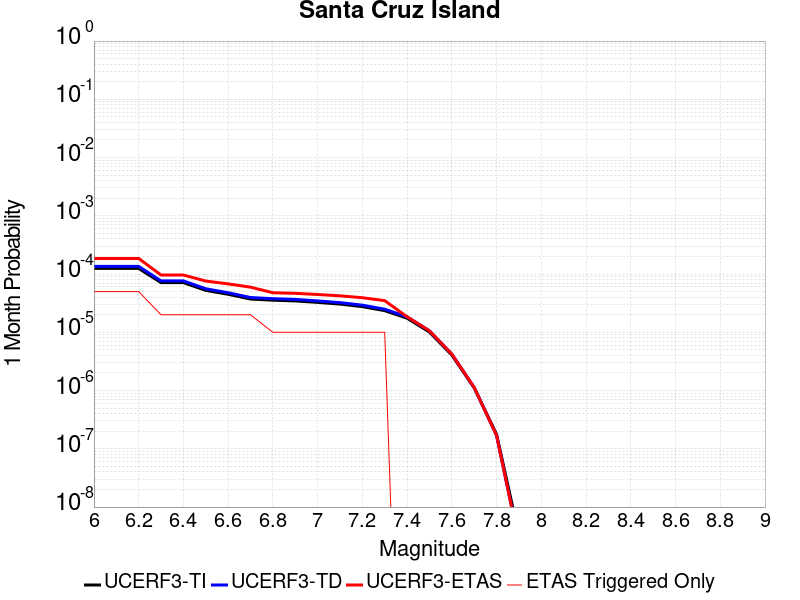 Santa Cruz Island
10^0
10^-1
10^-2
10^-3
10^-4
10^-5
10^-6
10^-7
10^-8
1 Month Probability
6 6.2 6.4 6.6 6.8 7 7.2 7.4 7.6 7.8 8 8.2 8.4 8.6 8.8 9
Magnitude
UCERF3-TI UCERF3-TD UCERF3-ETAS ETAS Triggered Only